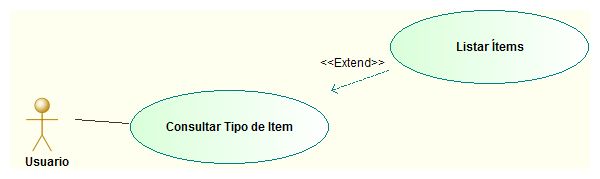 Listar Ítems
<<Extend>>
Consultar Tipo de Item
Usuario